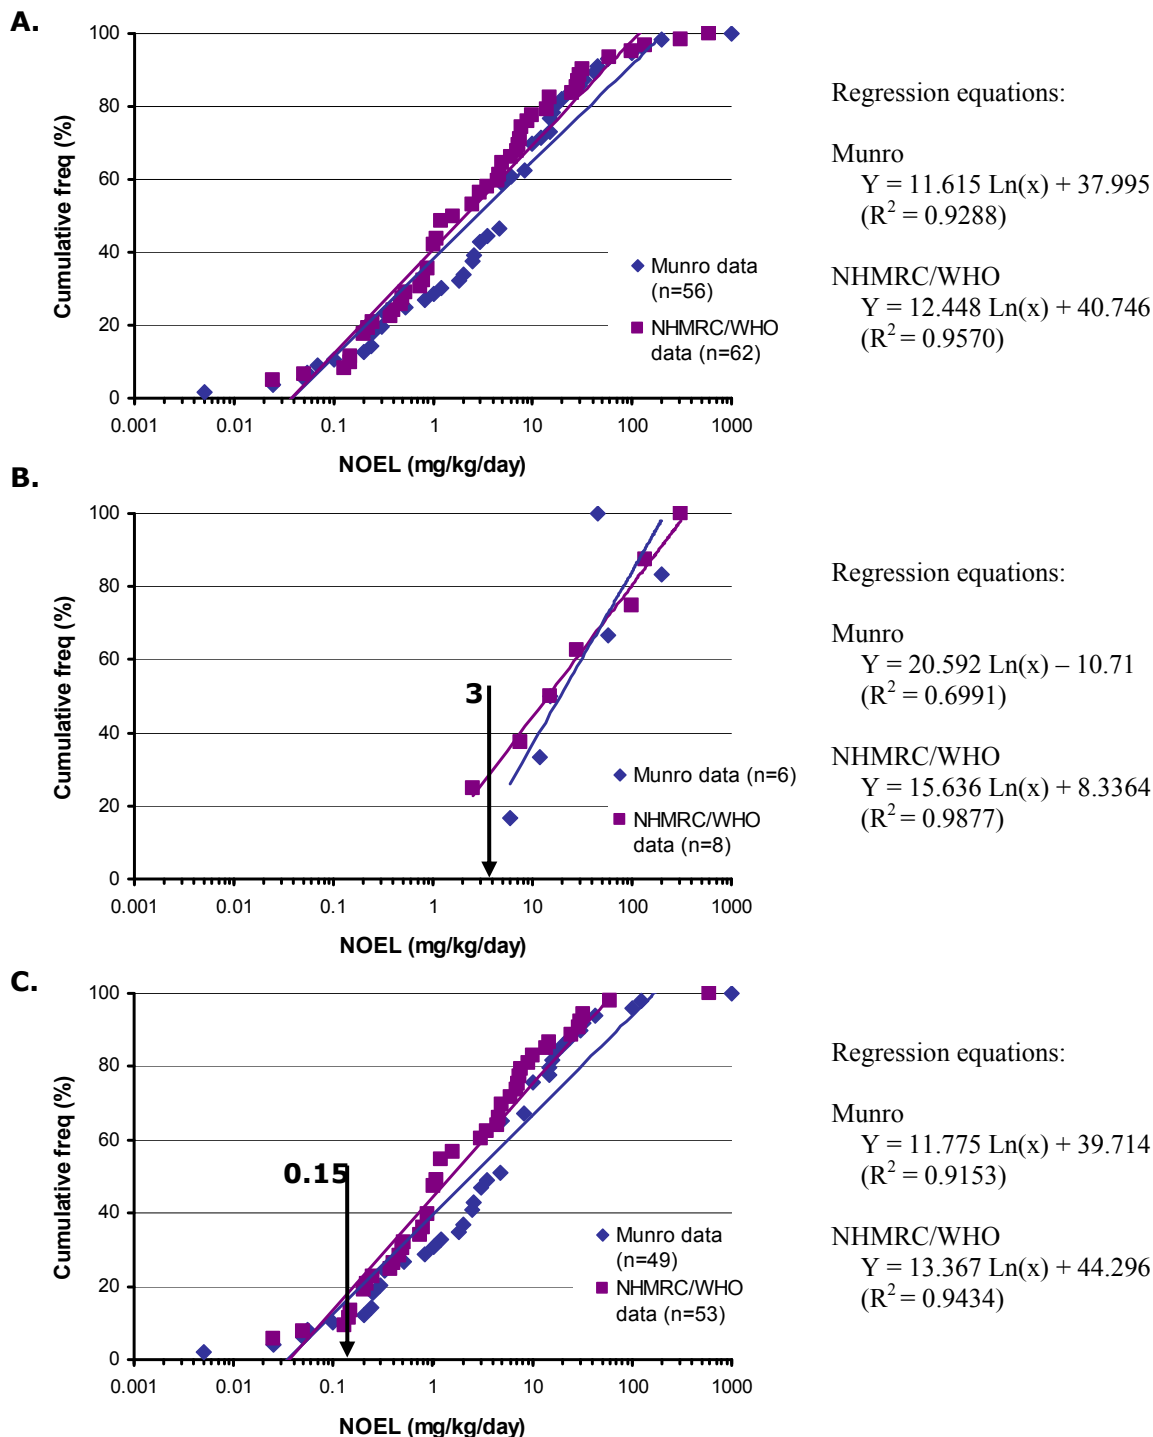 A.
100
80
60
40
20
0
Cumulative freq (%)
0.001 0.01 0.1 1 10 100 1000
NOEL (mg/kg/day)
Munro data
(n=56)
NHMRC/WHO
data (n=62)
Regression equations:
Munro
Y = 11.615 Ln(x) + 37.995
(R² = 0.9288)
NHMRC/WHO
Y = 12.448 Ln(x) + 40.746
(R² = 0.9570)
B.
100
80
60
40
20
0
Cumulative freq (%)
3
0.001 0.01 0.1 1 10 100 1000
NOEL (mg/kg/day)
Munro data (n=6)
NHMRC/WHO
data (n=8)
Regression equations:
Munro
Y = 20.592 Ln(x) – 10.71
(R² = 0.6991)
NHMRC/WHO
Y = 15.636 Ln(x) + 8.3364
(R² = 0.9877)
C.
100
80
60
40
20
0
Cumulative freq (%)
0.15
0.001 0.01 0.1 1 10 100 1000
NOEL (mg/kg/day)
Munro data
(n=49)
NHMRC/WHO
data (n=53)
Regression equations:
Munro
Y = 11.775 Ln(x) + 39.714
(R² = 0.9153)
NHMRC/WHO
Y = 13.367 Ln(x) + 44.296
(R² = 0.9434)